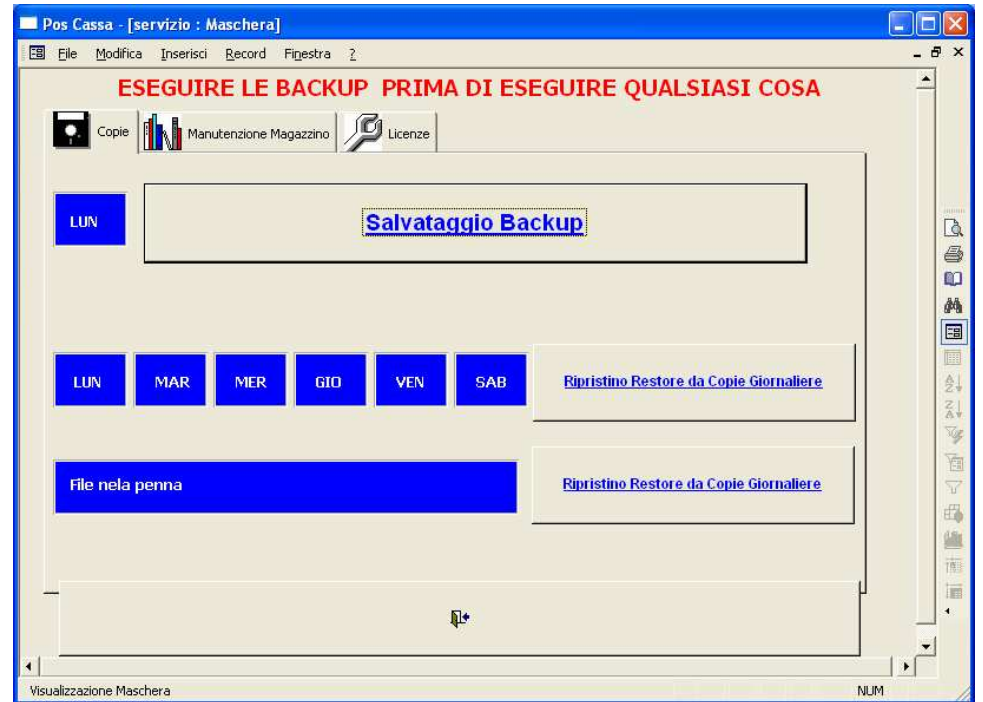 Pos Cassa - [servizio : Maschera]
File Modifica Inserisci Record Finestra ?
ESEGUIRE LE BACKUP PRIMA DI ESEGUIRE QUALSIASI COSA
Copie Manutenzione Magazzino Licenze
LUN Salvataggio Backup
LUN MAR MER GIO VEN SAB Ripristino Restore da Copie Giornaliere
File nela penna Ripristino Restore da Copie Giornaliere
Visualizzazione Maschera NUM